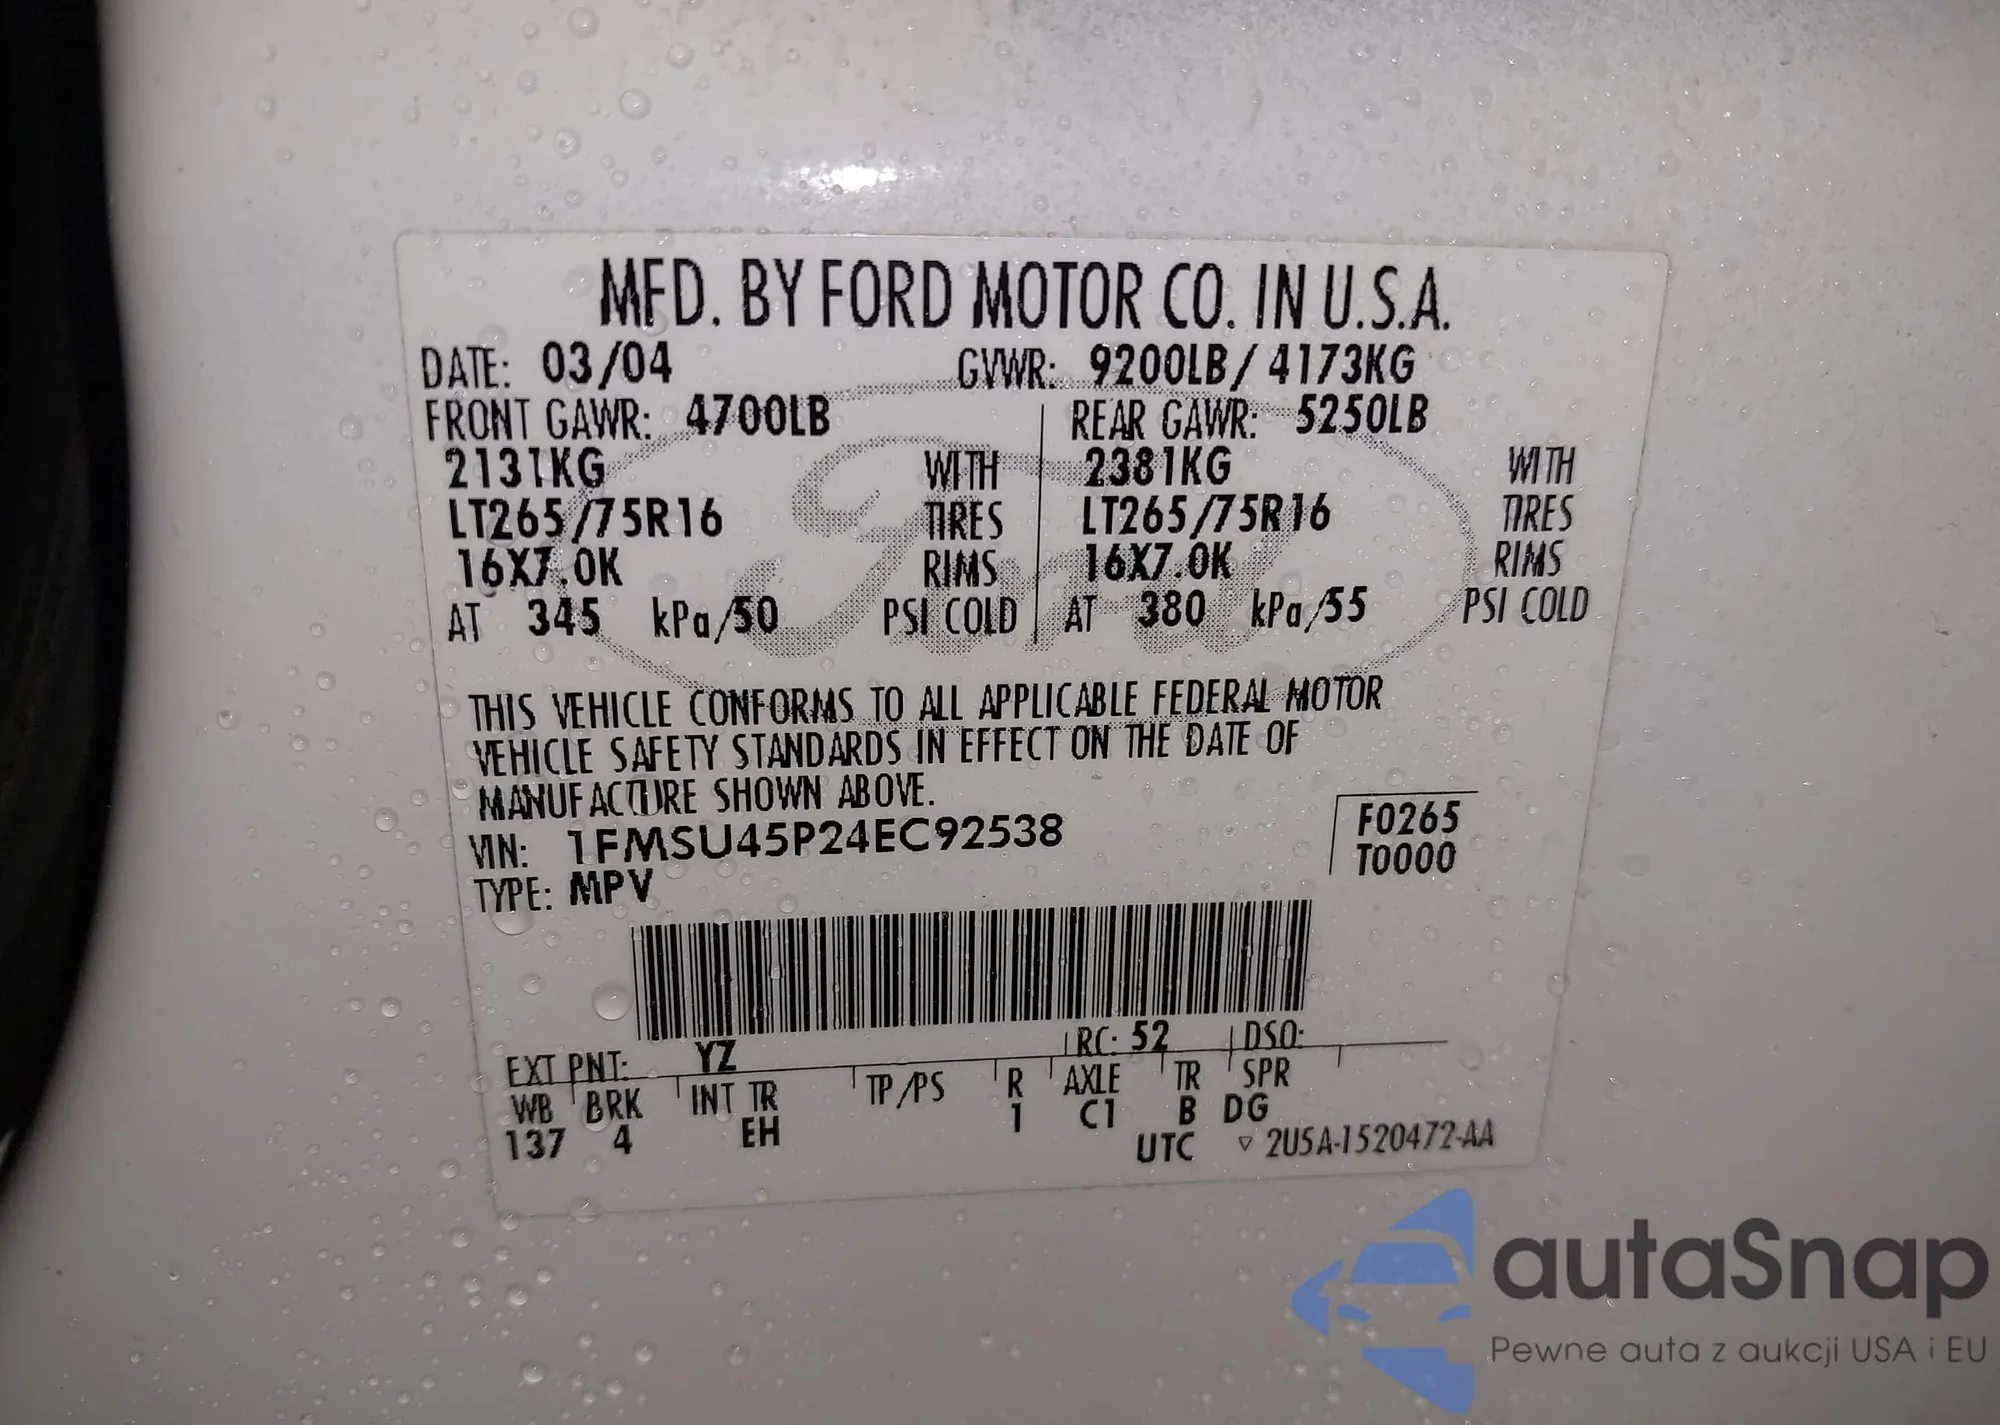 MFD. BY FORD MOTOR CO. IN U.S.A.
DATE: 03/04 GVWR: 9200LB/4173KG
FRONT GAWR: 4700LB REAR GAWR: 5250LB
2131KG WITH 2381KG WITH
LT265/75R16 TIRES LT265/75R16 TIRES
16X7.0K RIMS 16X7.0K RIMS
AT 345 kPa/50 PSI COLD AT 380 kPa/55 PSI COLD
Ford
THIS VEHICLE CONFORMS TO ALL APPLICABLE FEDERAL MOTOR
VEHICLE SAFETY STANDARDS IN EFFECT ON THE DATE OF
MANUFACTURE SHOWN ABOVE.
VIN: 1FMSU45P24EC92538 F0265
T0000
TYPE: MPV
EXT PNT: YZ RC: 52 DSO:
WB BRK INT TR TP/PS R AXLE TR SPR
137 4 EH 1 C1 B DG
UTC ▿ 2U5A-1520472-AA
autaSnap
Pewne auta z aukcji USA i EU